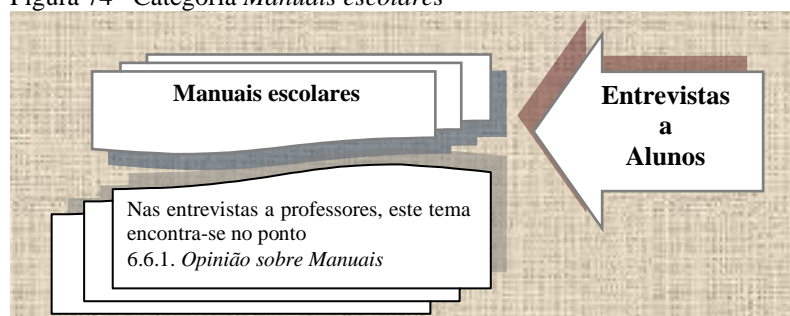 Figura 74 Categoria Manuais escolares
Manuais escolares
Entrevistas
a
Alunos
Nas entrevistas a professores, este tema
encontra-se no ponto
6.6.1. Opinião sobre Manuais